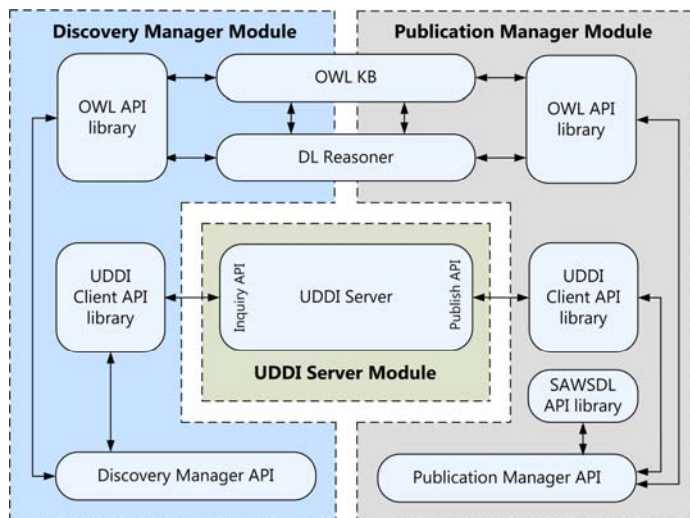 Discovery Manager Module
Publication Manager Module
OWL API
library
OWL KB
OWL API
library
DL Reasoner
UDDI
Client API
library
Inquiry API
UDDI Server
Publish API
UDDI
Client API
library
UDDI Server Module
SAWSDL
API library
Discovery Manager API
Publication Manager API